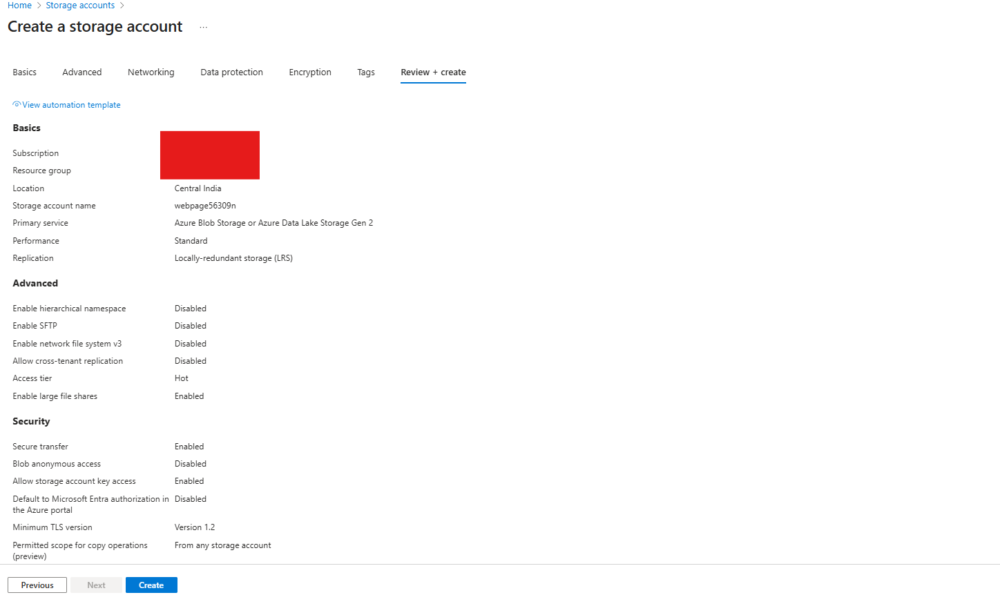 Home > Storage accounts >
Create a storage account ...
Basics Advanced Networking Data protection Encryption Tags Review + create
View automation template
Basics
Subscription
Resource group
Location Central India
Storage account name webpage56309n
Primary service Azure Blob Storage or Azure Data Lake Storage Gen 2
Performance Standard
Replication Locally-redundant storage (LRS)
Advanced
Enable hierarchical namespace Disabled
Enable SFTP Disabled
Enable network file system v3 Disabled
Allow cross-tenant replication Disabled
Access tier Hot
Enable large file shares Enabled
Security
Secure transfer Enabled
Blob anonymous access Disabled
Allow storage account key access Enabled
Default to Microsoft Entra authorization in Disabled
the Azure portal
Minimum TLS version Version 1.2
Permitted scope for copy operations From any storage account
(preview)
Previous Next Create